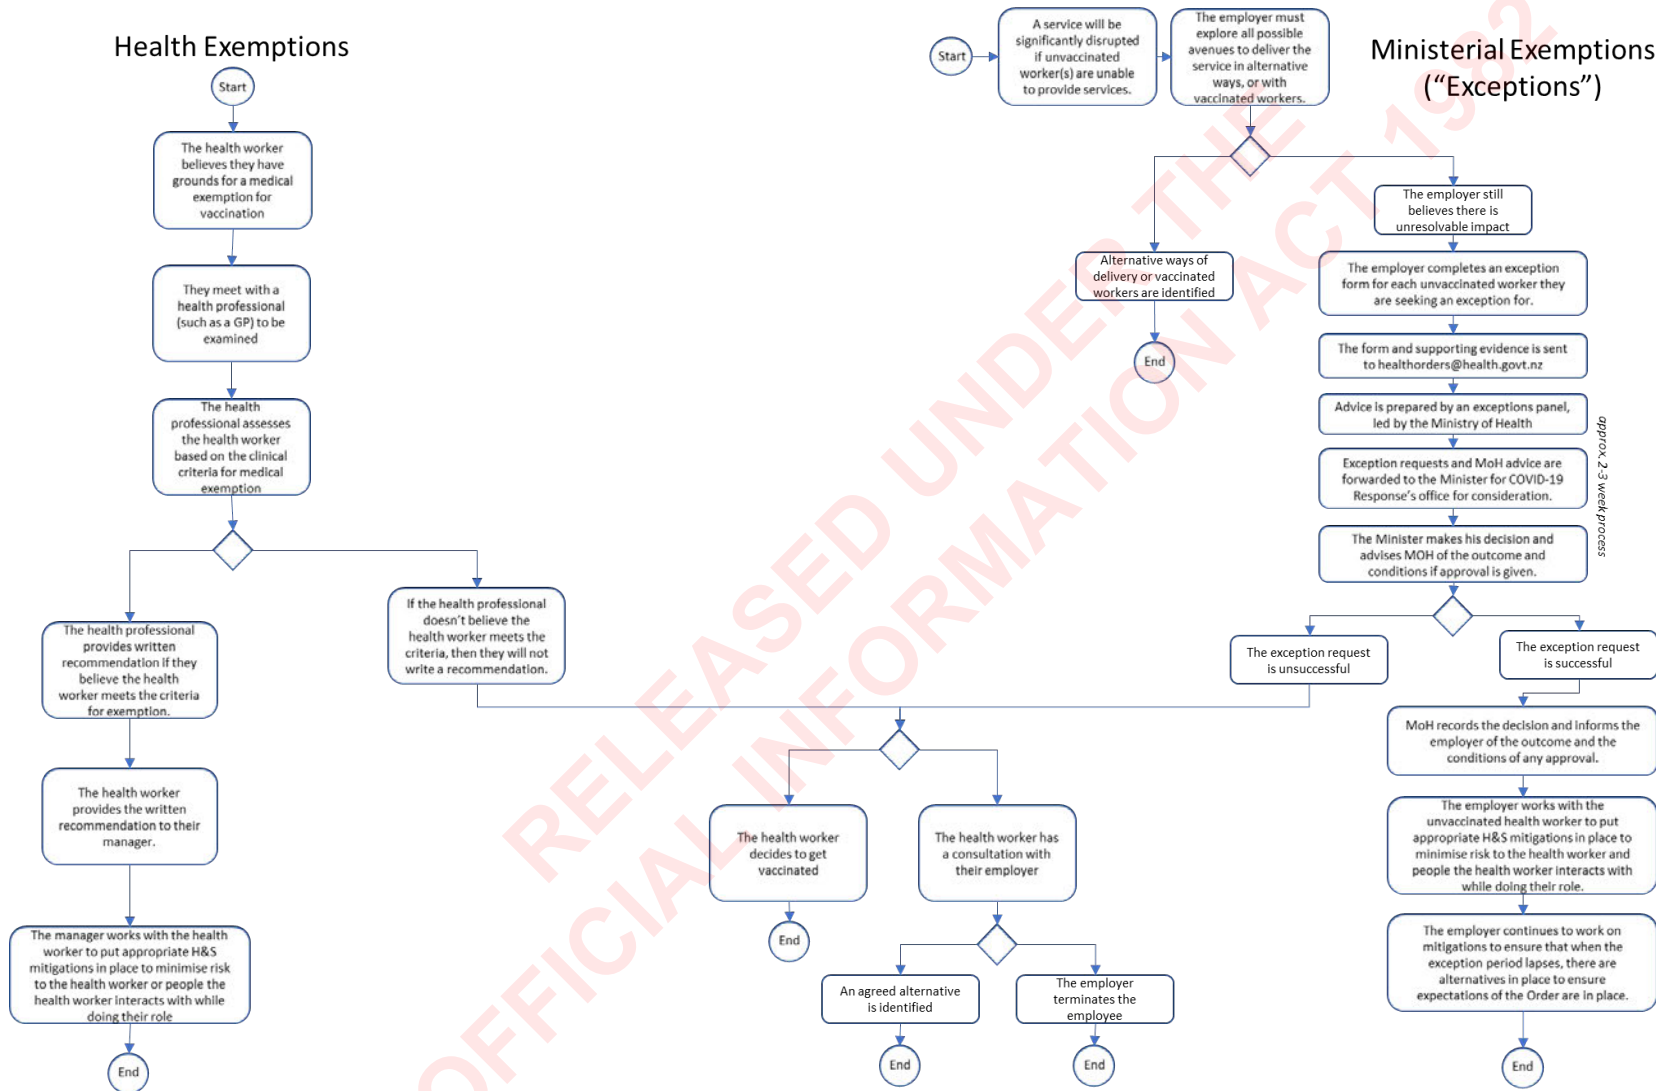 Health Exemptions
Start
The health worker
believes they have
grounds for a medical
exemption for
vaccination
They meet with a
health professional
(such as a GP) to be
examined
The health
professional assesses
the health worker
based on the clinical
criteria for medical
exemption
The health professional
provides written
recommendation if they
believe the health
worker meets the criteria
for exemption.
If the health professional
doesn't believe the
health worker meets the
criteria, then they will not
write a recommendation.
The health worker
provides the written
recommendation to their
manager.
The manager works with the health
worker to put appropriate H&S
mitigations in place to minimise risk
to the health worker or people the
health worker interacts with while
doing their role
End
Ministerial Exemptions
("Exceptions")
Start
A service will be
significantly disrupted
if unvaccinated
worker(s) are unable
to provide services.
The employer must
explore all possible
avenues to deliver the
service in alternative
ways, or with
vaccinated workers.
Alternative ways of
delivery or vaccinated
workers are identified
End
The employer still
believes there is
unresolvable impact
The employer completes an exception
form for each unvaccinated worker they
are seeking an exception for.
The form and supporting evidence is sent
to healthorders@health.govt.nz
Advice is prepared by an exceptions panel,
led by the Ministry of Health
Exception requests and MoH advice are
forwarded to the Minister for COVID-19
Response's office for consideration.
The Minister makes his decision and
advises MOH of the outcome and
conditions if approval is given.
approx. 2-3 week process
The exception request
is unsuccessful
The exception request
is successful
MoH records the decision and informs the
employer of the outcome and the
conditions of any approval.
The employer works with the
unvaccinated health worker to put
appropriate H&S mitigations in place to
minimise risk to the health worker and
people the health worker interacts with
while doing their role.
The employer continues to work on
mitigations to ensure that when the
exception period lapses, there are
alternatives in place to ensure
expectations of the Order are in place.
End
The health worker
decides to get
vaccinated
End
The health worker has
a consultation with
their employer
An agreed alternative
is identified
End
The employer
terminates the
employee
End
RELEASED UNDER THE
OFFICIAL INFORMATION ACT 1982